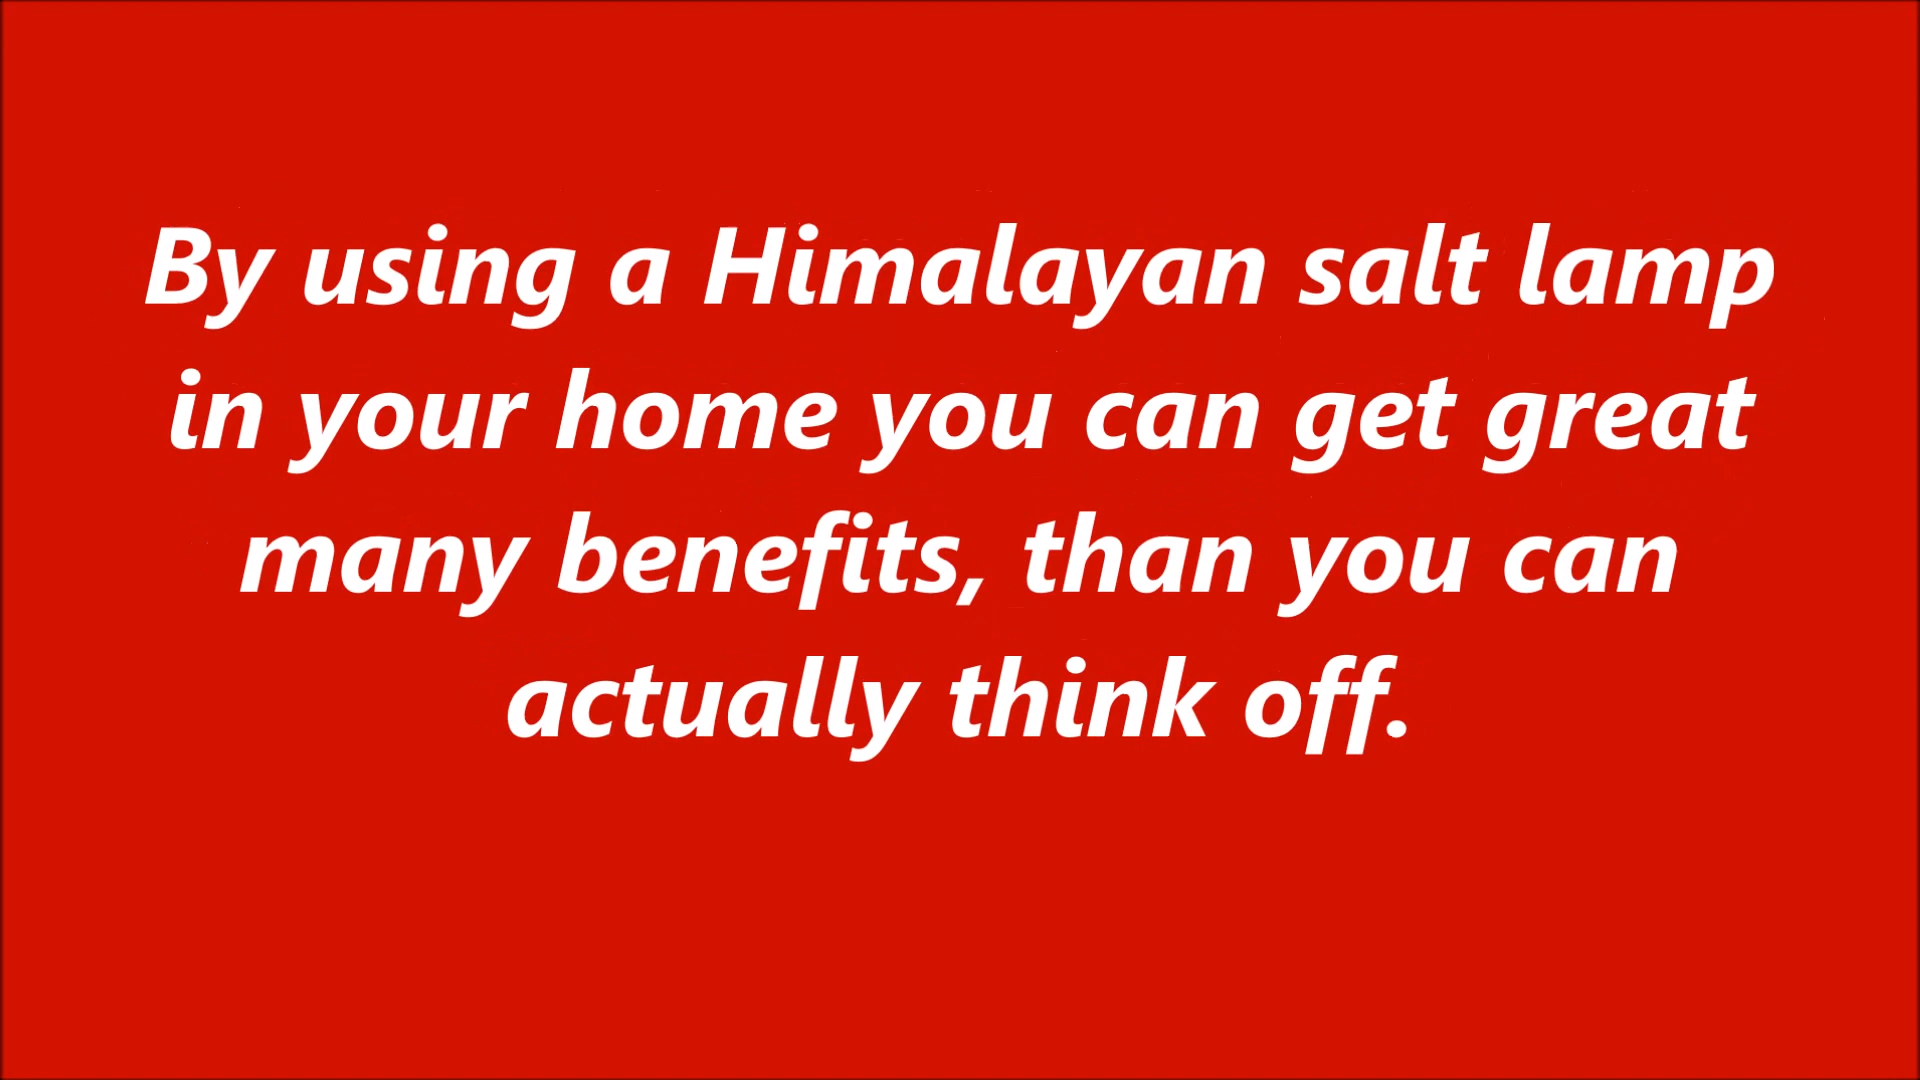 By using a Himalayan salt lamp
in your home you can get great
many benefits, than you can
actually think off.